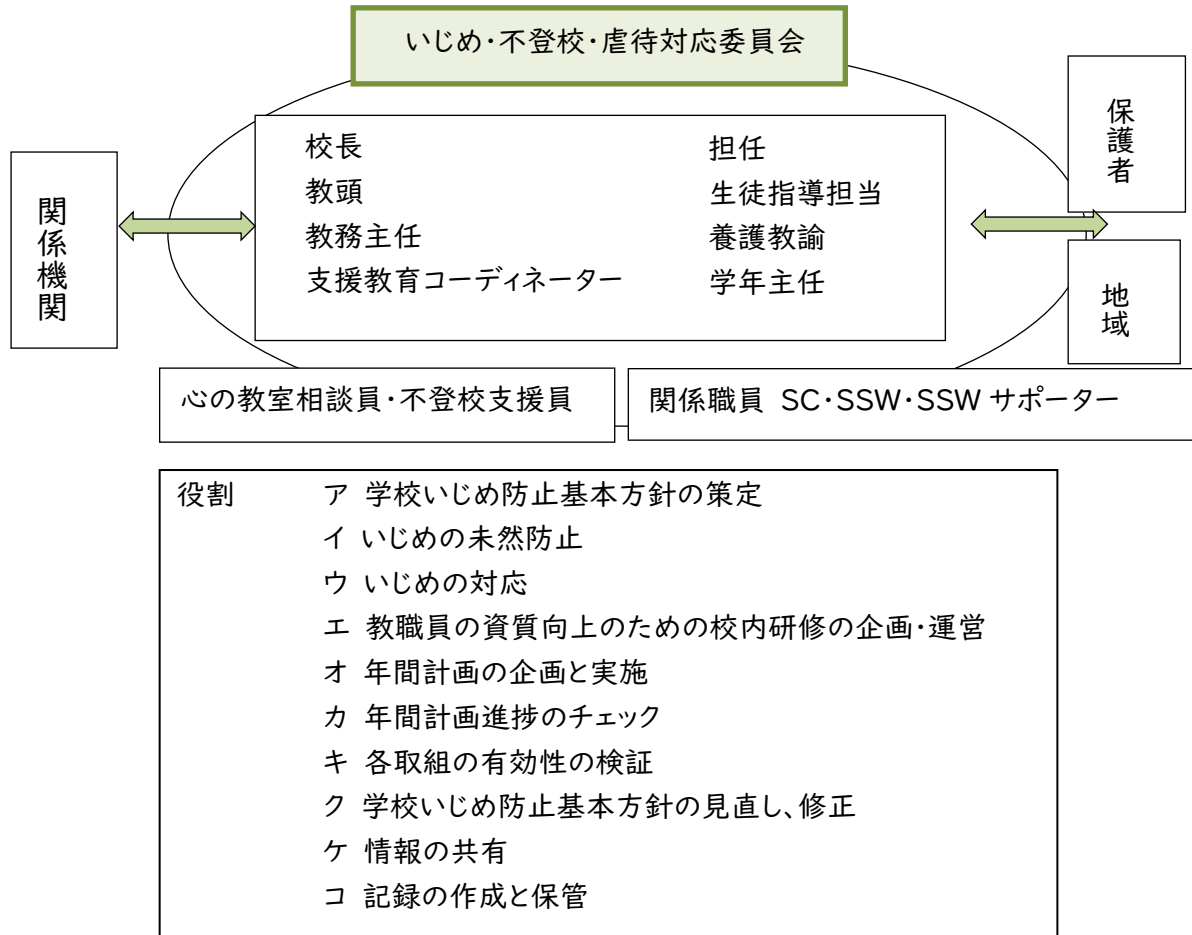 いじめ・不登校・虐待対応委員会
関係機関
校長
教頭
教務主任
支援教育コーディネーター
担任
生徒指導担当
養護教諭
学年主任
保護者
地域
心の教室相談員・不登校支援員
関係職員 SC・SSW・SSW サポーター
役割 ア 学校いじめ防止基本方針の策定
イ いじめの未然防止
ウ いじめの対応
エ 教職員の資質向上のための校内研修の企画・運営
オ 年間計画の企画と実施
カ 年間計画進捗のチェック
キ 各取組の有効性の検証
ク 学校いじめ防止基本方針の見直し、修正
ケ 情報の共有
コ 記録の作成と保管